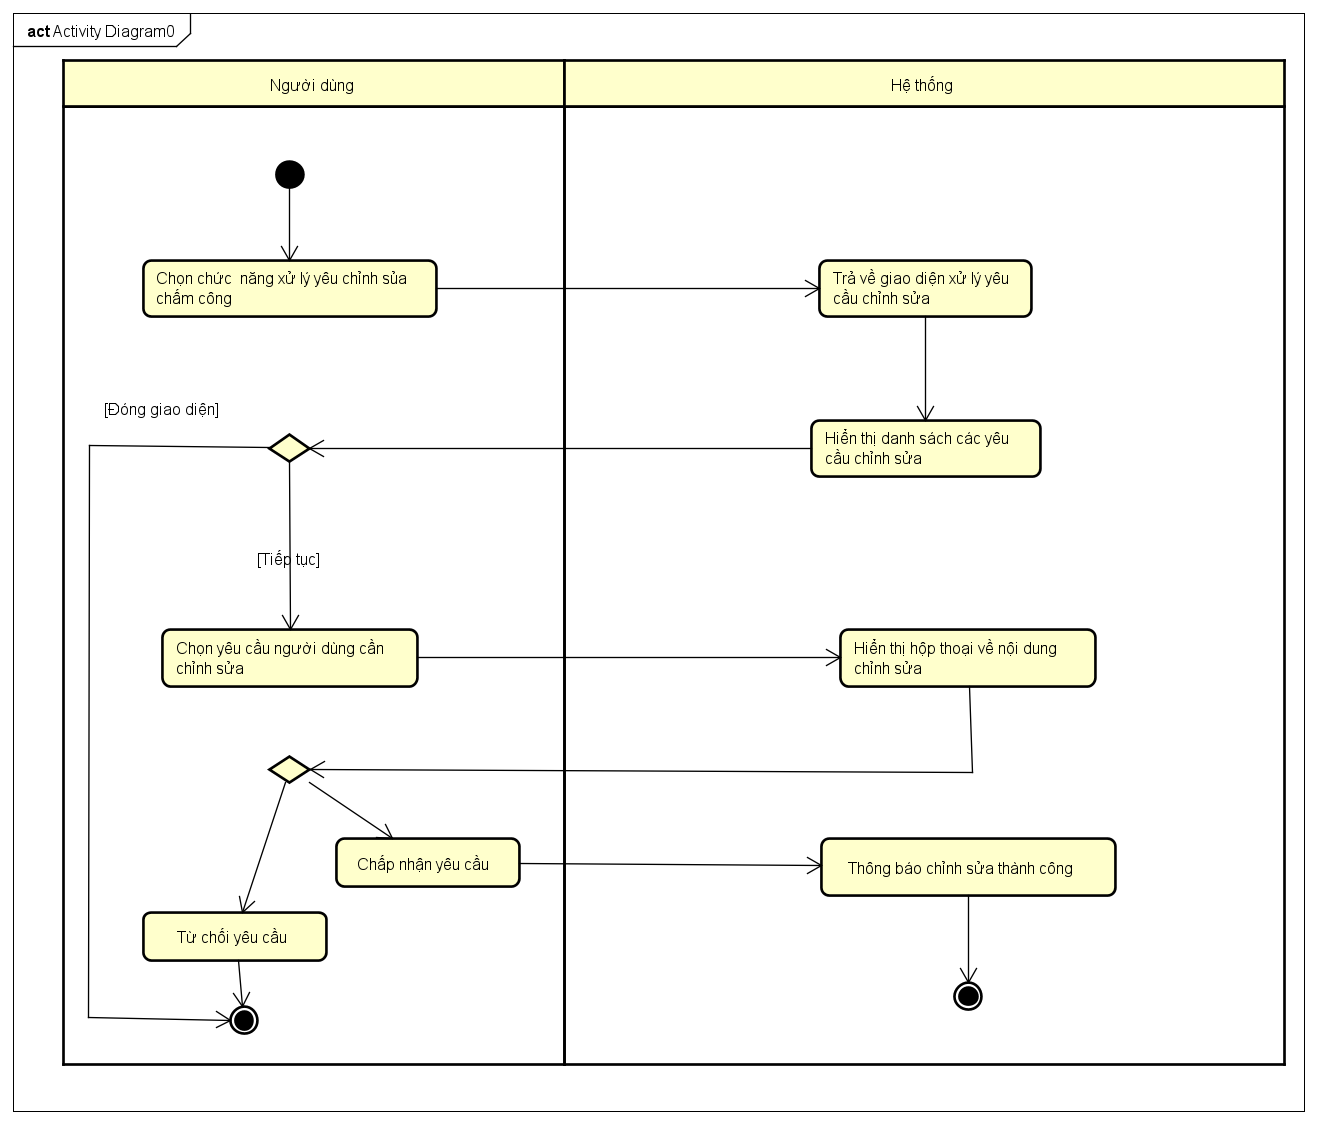 act Activity Diagram0
Người dùng
Hệ thống
Chọn chức  năng xử lý yêu chỉnh sủa
chấm công
Trả về giao diện xử lý yêu
cầu chỉnh sửa
[Đóng giao diện]
Hiển thị danh sách các yêu
cầu chỉnh sửa
[Tiếp tục]
Chọn yêu cầu người dùng cần
chỉnh sửa
Hiển thị hộp thoại về nội dung
chỉnh sửa
Chấp nhận yêu cầu
Thông báo chỉnh sửa thành công
Từ chối yêu cầu